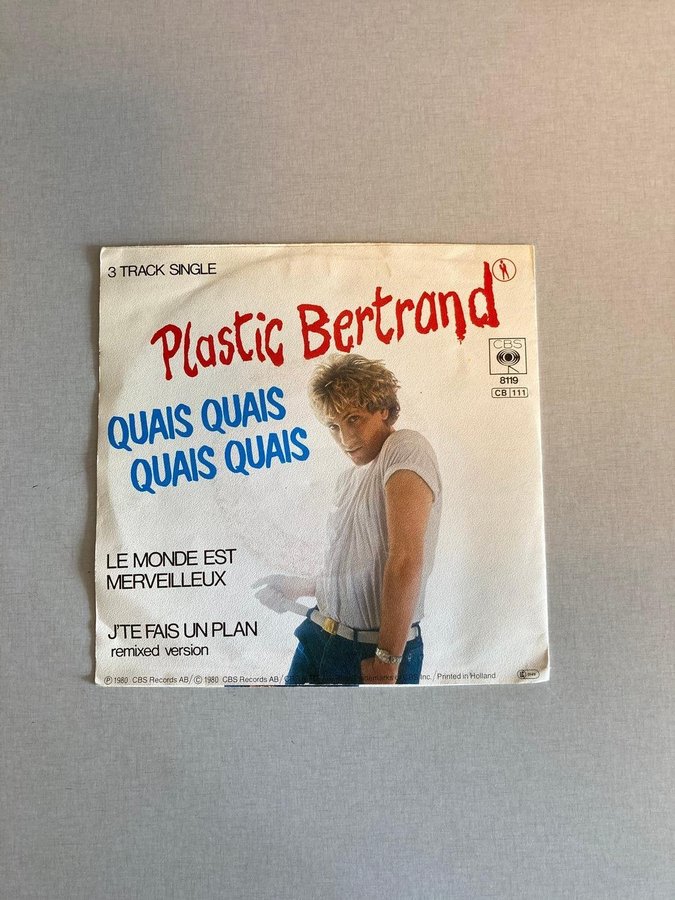 3 TRACK SINGLE
Plastic Bertrand
CBS
8119
CB 111
QUAIS QUAIS
QUAIS QUAIS
LE MONDE EST
MERVEILLEUX
J'TE FAIS UN PLAN
remixed version
℗ 1980 CBS Records AB/© 1980 CBS Records AB/ Inc./Printed in Holland